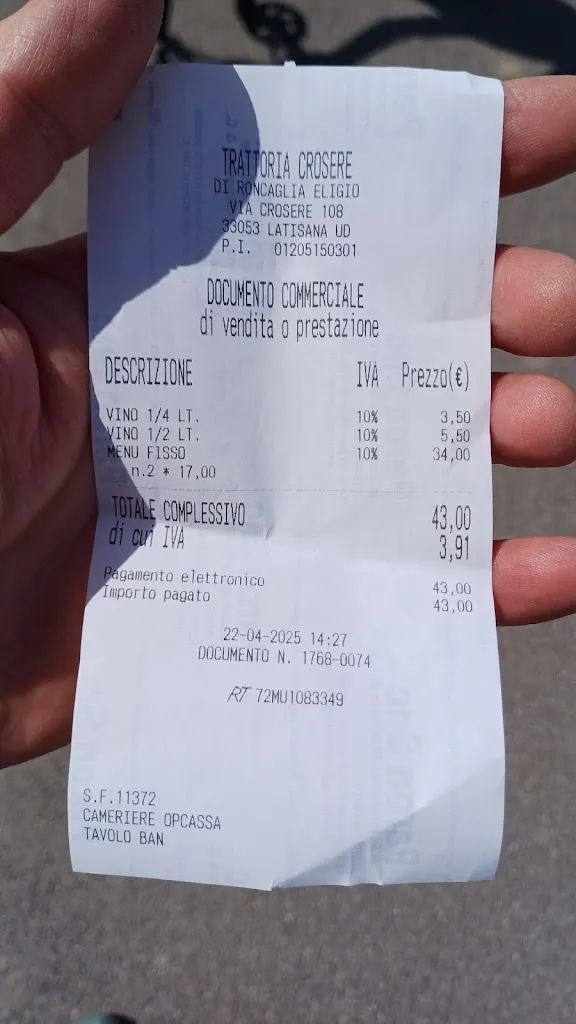 TRATTORIA CROSERE
DI RONCAGLIA ELIGIO
VIA CROSERE 108
33053 LATISANA UD
P.I. 01205150301
DOCUMENTO COMMERCIALE
di vendita o prestazione
DESCRIZIONE IVA Prezzo(€)
VINO 1/4 LT. 10% 3,50
VINO 1/2 LT. 10% 5,50
MENU FISSO 10% 34,00
n.2 * 17,00
TOTALE COMPLESSIVO 43,00
di cui IVA 3,91
Pagamento elettronico 43,00
Importo pagato 43,00
22-04-2025 14:27
DOCUMENTO N. 1768-0074
RT 72MU1083349
S.F.11372
CAMERIERE OPCASSA
TAVOLO BAN